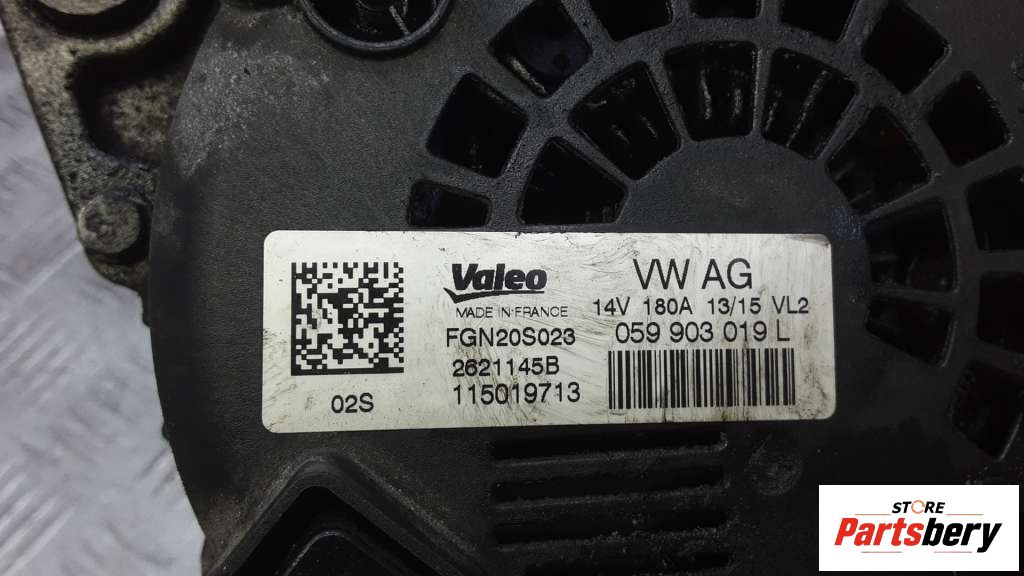 Valeo
MADE IN FRANCE
FGN20S023
2621145B
115019713
02S
VW AG
14V 180A 13/15 VL2
059 903 019 L
STORE
Partsbery